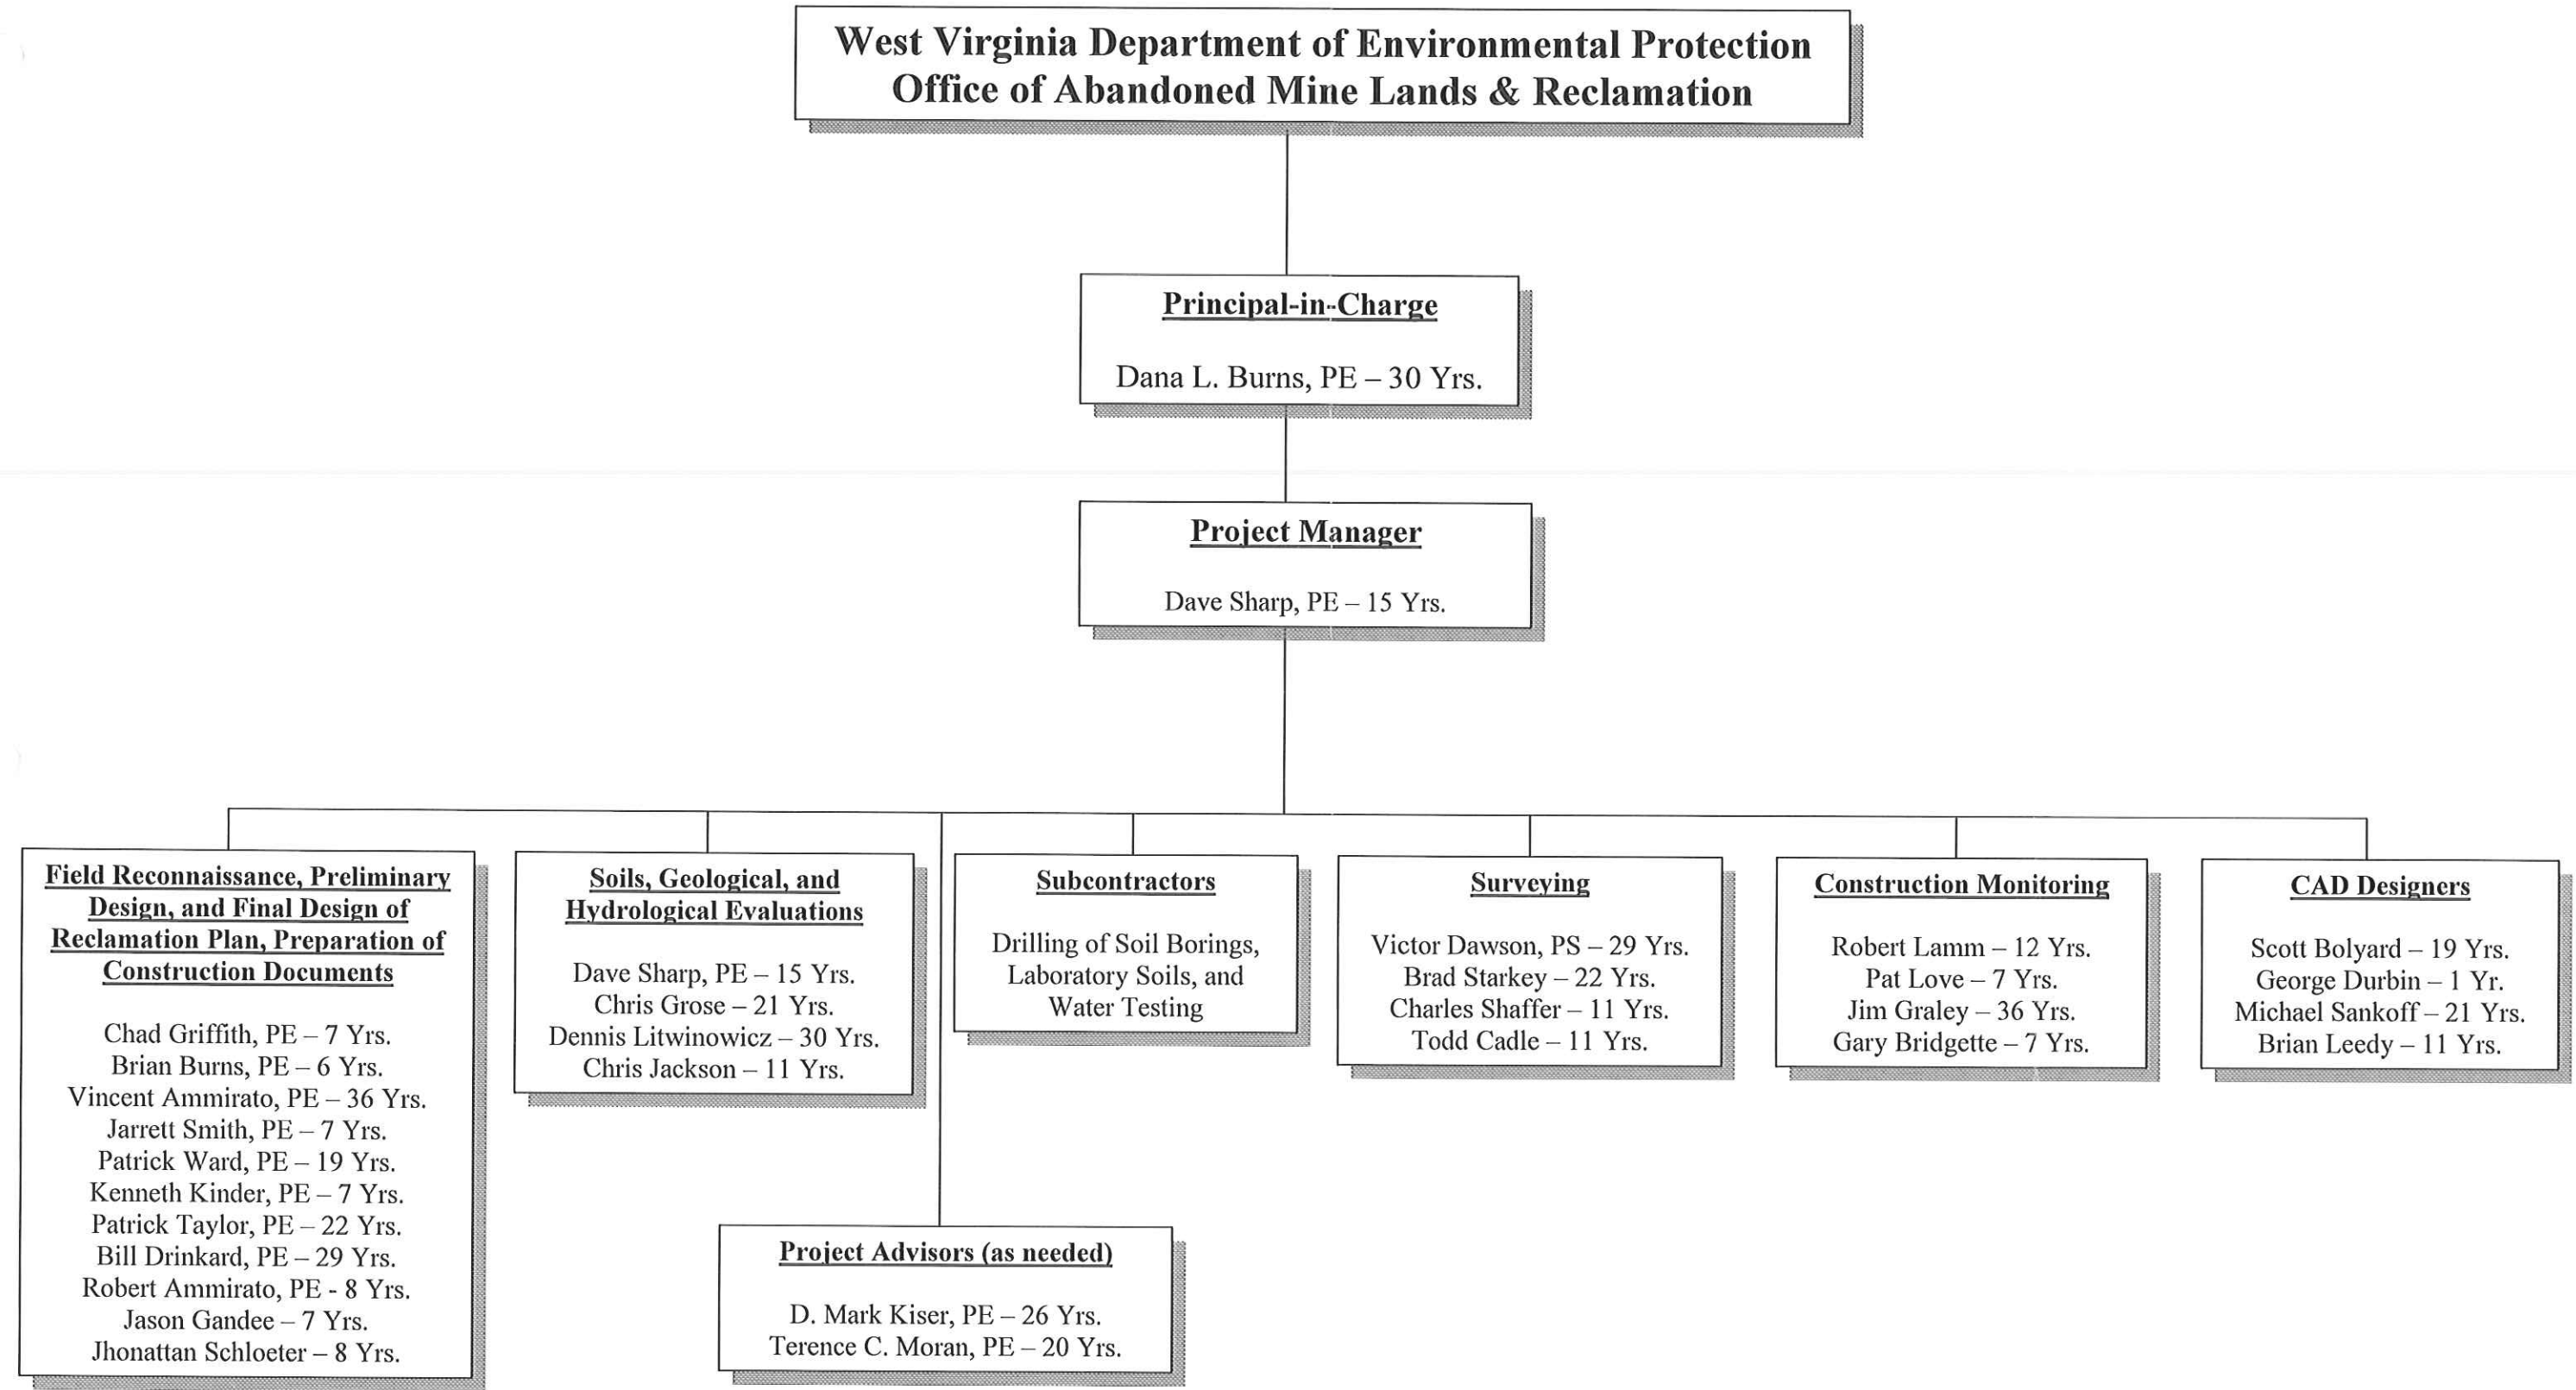 West Virginia Department of Environmental Protection
Office of Abandoned Mine Lands & Reclamation
Principal-in-Charge
Dana L. Burns, PE – 30 Yrs.
Project Manager
Dave Sharp, PE – 15 Yrs.
Field Reconnaissance, Preliminary
Design, and Final Design of
Reclamation Plan, Preparation of
Construction Documents
Chad Griffith, PE – 7 Yrs.
Brian Burns, PE – 6 Yrs.
Vincent Ammirato, PE – 36 Yrs.
Jarrett Smith, PE – 7 Yrs.
Patrick Ward, PE – 19 Yrs.
Kenneth Kinder, PE – 7 Yrs.
Patrick Taylor, PE – 22 Yrs.
Bill Drinkard, PE – 29 Yrs.
Robert Ammirato, PE - 8 Yrs.
Jason Gandee – 7 Yrs.
Jhonattan Schloeter – 8 Yrs.
Soils, Geological, and
Hydrological Evaluations
Dave Sharp, PE – 15 Yrs.
Chris Grose – 21 Yrs.
Dennis Litwinowicz – 30 Yrs.
Chris Jackson – 11 Yrs.
Project Advisors (as needed)
D. Mark Kiser, PE – 26 Yrs.
Terence C. Moran, PE – 20 Yrs.
Subcontractors
Drilling of Soil Borings,
Laboratory Soils, and
Water Testing
Surveying
Victor Dawson, PS – 29 Yrs.
Brad Starkey – 22 Yrs.
Charles Shaffer – 11 Yrs.
Todd Cadle – 11 Yrs.
Construction Monitoring
Robert Lamm – 12 Yrs.
Pat Love – 7 Yrs.
Jim Graley – 36 Yrs.
Gary Bridgette – 7 Yrs.
CAD Designers
Scott Bolyard – 19 Yrs.
George Durbin – 1 Yr.
Michael Sankoff – 21 Yrs.
Brian Leedy – 11 Yrs.